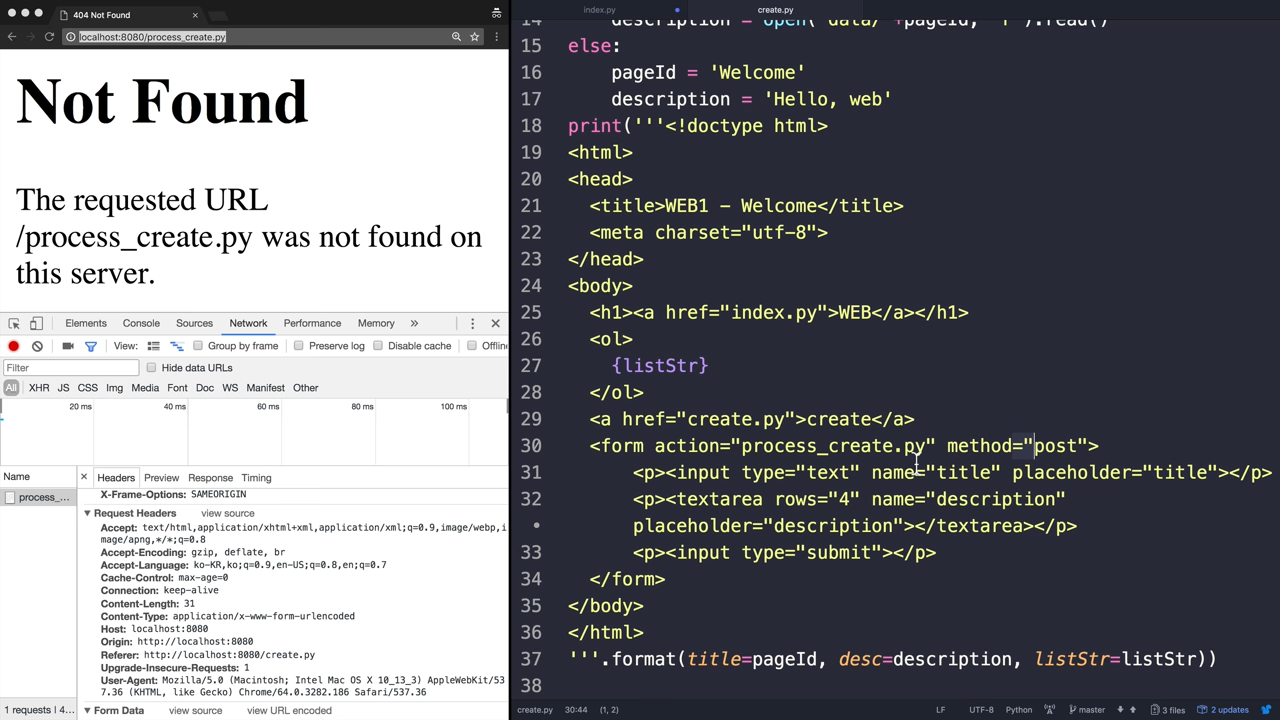 404 Not Found
localhost:8080/process_create.py
Not Found
The requested URL
/process_create.py was not found on
this server.
Elements Console Sources Network Performance Memory »
View: Group by frame Preserve log Disable cache Offline
Filter Hide data URLs
All XHR JS CSS Img Media Font Doc WS Manifest Other
20 ms 40 ms 60 ms 80 ms 100 ms
Name × Headers Preview Response Timing
process_...
X-Frame-Options: SAMEORIGIN
▼ Request Headers view source
Accept: text/html,application/xhtml+xml,application/xml;q=0.9,image/webp,i
mage/apng,*/*;q=0.8
Accept-Encoding: gzip, deflate, br
Accept-Language: ko-KR,ko;q=0.9,en-US;q=0.8,en;q=0.7
Cache-Control: max-age=0
Connection: keep-alive
Content-Length: 31
Content-Type: application/x-www-form-urlencoded
Host: localhost:8080
Origin: http://localhost:8080
Referer: http://localhost:8080/create.py
Upgrade-Insecure-Requests: 1
User-Agent: Mozilla/5.0 (Macintosh; Intel Mac OS X 10_13_3) AppleWebKit/53
7.36 (KHTML, like Gecko) Chrome/64.0.3282.186 Safari/537.36
▼ Form Data view source view URL encoded
1 requests | 4...
index.py create.py
14 description = open('data/'+pageId, 'r').read()
15 else:
16 pageId = 'Welcome'
17 description = 'Hello, web'
18 print('''<!doctype html>
19 <html>
20 <head>
21 <title>WEB1 - Welcome</title>
22 <meta charset="utf-8">
23 </head>
24 <body>
25 <h1><a href="index.py">WEB</a></h1>
26 <ol>
27 {listStr}
28 </ol>
29 <a href="create.py">create</a>
30 <form action="process_create.py" method="post">
31 <p><input type="text" name="title" placeholder="title"></p>
32 <p><textarea rows="4" name="description"
• placeholder="description"></textarea></p>
33 <p><input type="submit"></p>
34 </form>
35 </body>
36 </html>
37 '''.format(title=pageId, desc=description, listStr=listStr))
38
create.py 30:44 (1, 2) LF UTF-8 Python master 3 files 2 updates